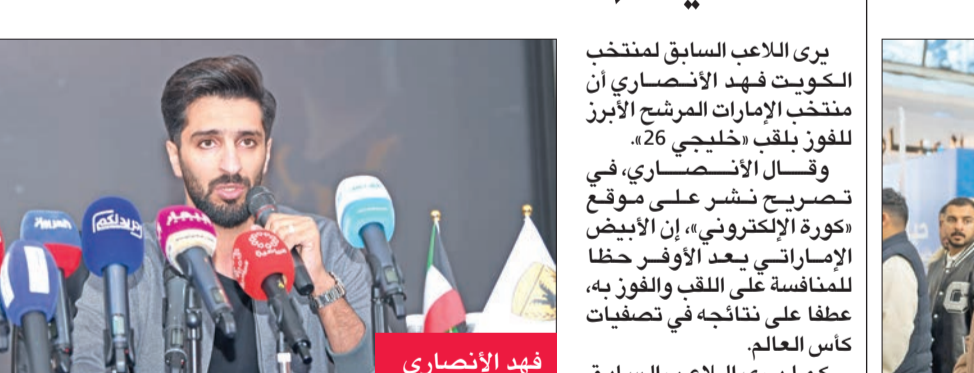 يرى اللاعب السابق لمنتخب
الكويت فهد الأنصاري أن
منتخب الإمارات المرشح الأبرز
للفوز بلقب «خليجي 26».
وقال الأنصاري، في
تصريح نشر على موقع
«كورة الإلكتروني»، إن الأبيض
الإماراتي يعد الأوفر حظا
للمنافسة على اللقب والفوز به،
عطفا على نتائجه في تصفيات
كأس العالم.
العربية
جريدتكم
فهد الأنصاري